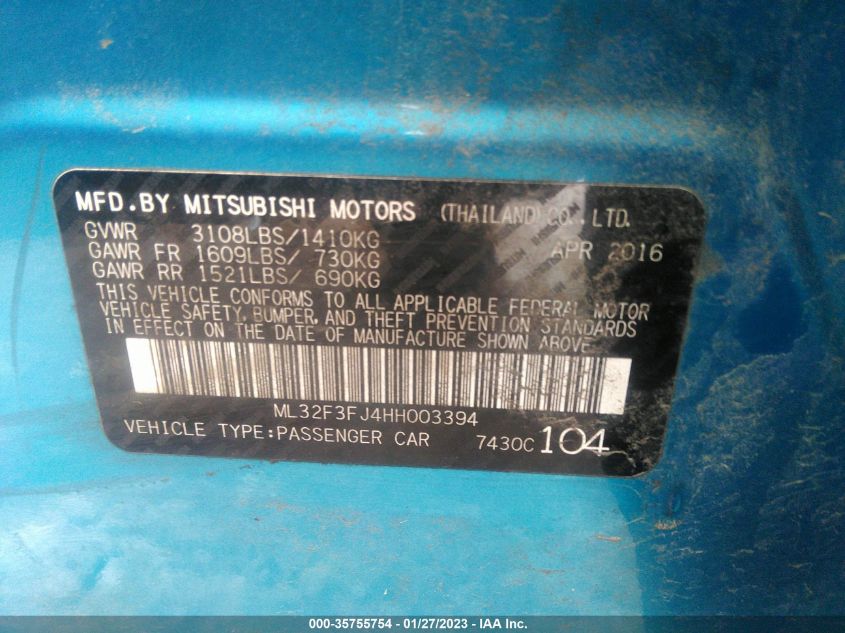 MFD.BY MITSUBISHI MOTORS (THAILAND) CO., LTD.
GVWR 3108LBS/1410KG APR 2016
GAWR FR 1609LBS/ 730KG
GAWR RR 1521LBS/ 690KG
THIS VEHICLE CONFORMS TO ALL APPLICABLE FEDERAL MOTOR
VEHICLE SAFETY, BUMPER, AND THEFT PREVENTION STANDARDS
IN EFFECT ON THE DATE OF MANUFACTURE SHOWN ABOVE.
ML32F3FJ4HH003394
VEHICLE TYPE:PASSENGER CAR 7430C 104
000-35755754 - 01/27/2023 - IAA Inc.